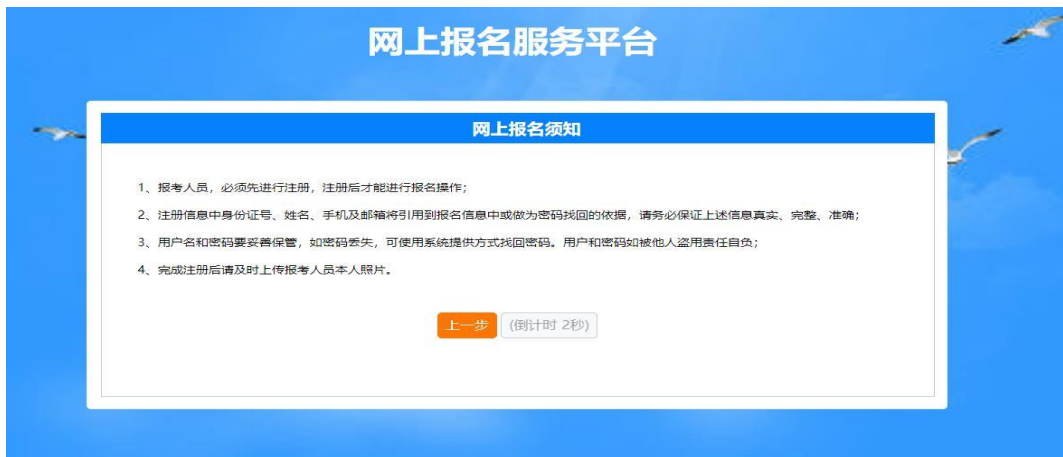 网上报名服务平台
网上报名须知
1、报考人员，必须先进行注册，注册后才能进行报名操作；
2、注册信息中身份证号、姓名、手机及邮箱将引用到报名信息中或做为密码找回的依据，请务必保证上述信息真实、完整、准确；
3、用户名和密码要妥善保管，如密码丢失，可使用系统提供方式找回密码。用户和密码如被他人盗用责任自负；
4、完成注册后请及时上传报考人员本人照片。
上一步 (倒计时 2秒)